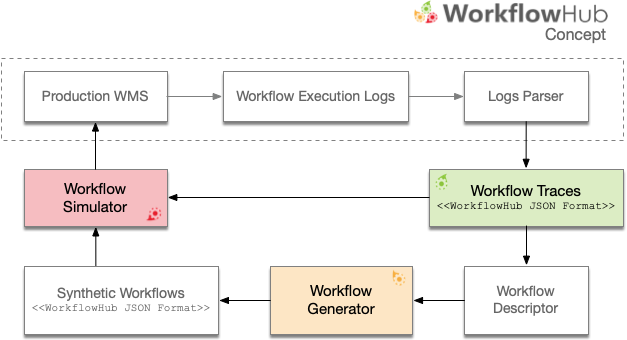 WorkflowHub
Concept
Production WMS
Workflow Execution Logs
Logs Parser
Workflow
Simulator
Workflow Traces
<<WorkflowHub JSON Format>>
Synthetic Workflows
<<WorkflowHub JSON Format>>
Workflow
Generator
Workflow
Descriptor